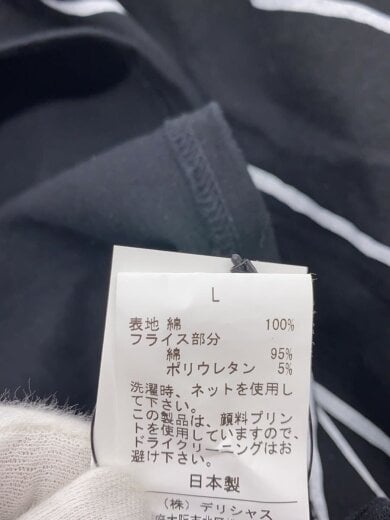 L
表地 綿 100%
フライス部分
綿 95%
ポリウレタン 5%
洗濯時、ネットを使用し
て下さい。
この製品は、顔料プリン
トを使用していますので、
ドライクリーニングはお
避け下さい。
日本製
(株) デリシャス